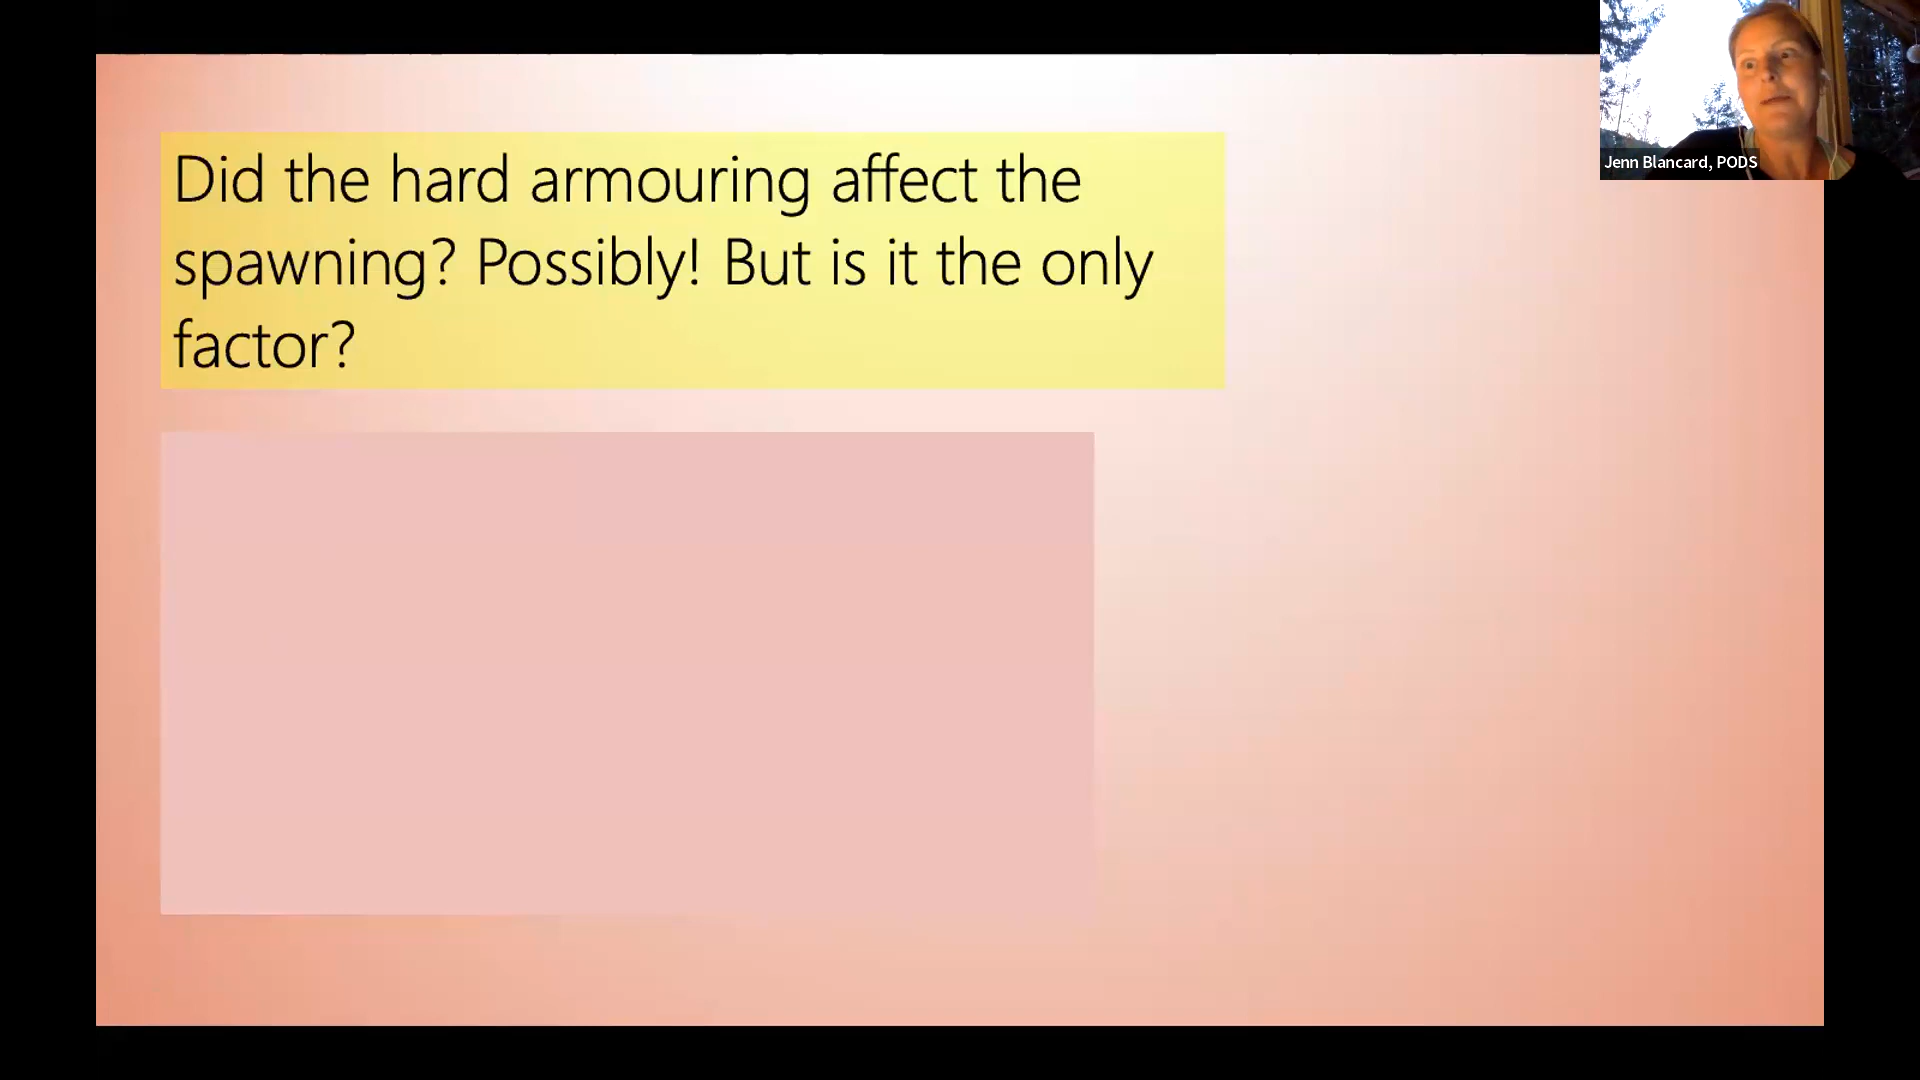 Did the hard armouring affect the
spawning? Possibly! But is it the only
factor?
Jenn Blancard, PODS